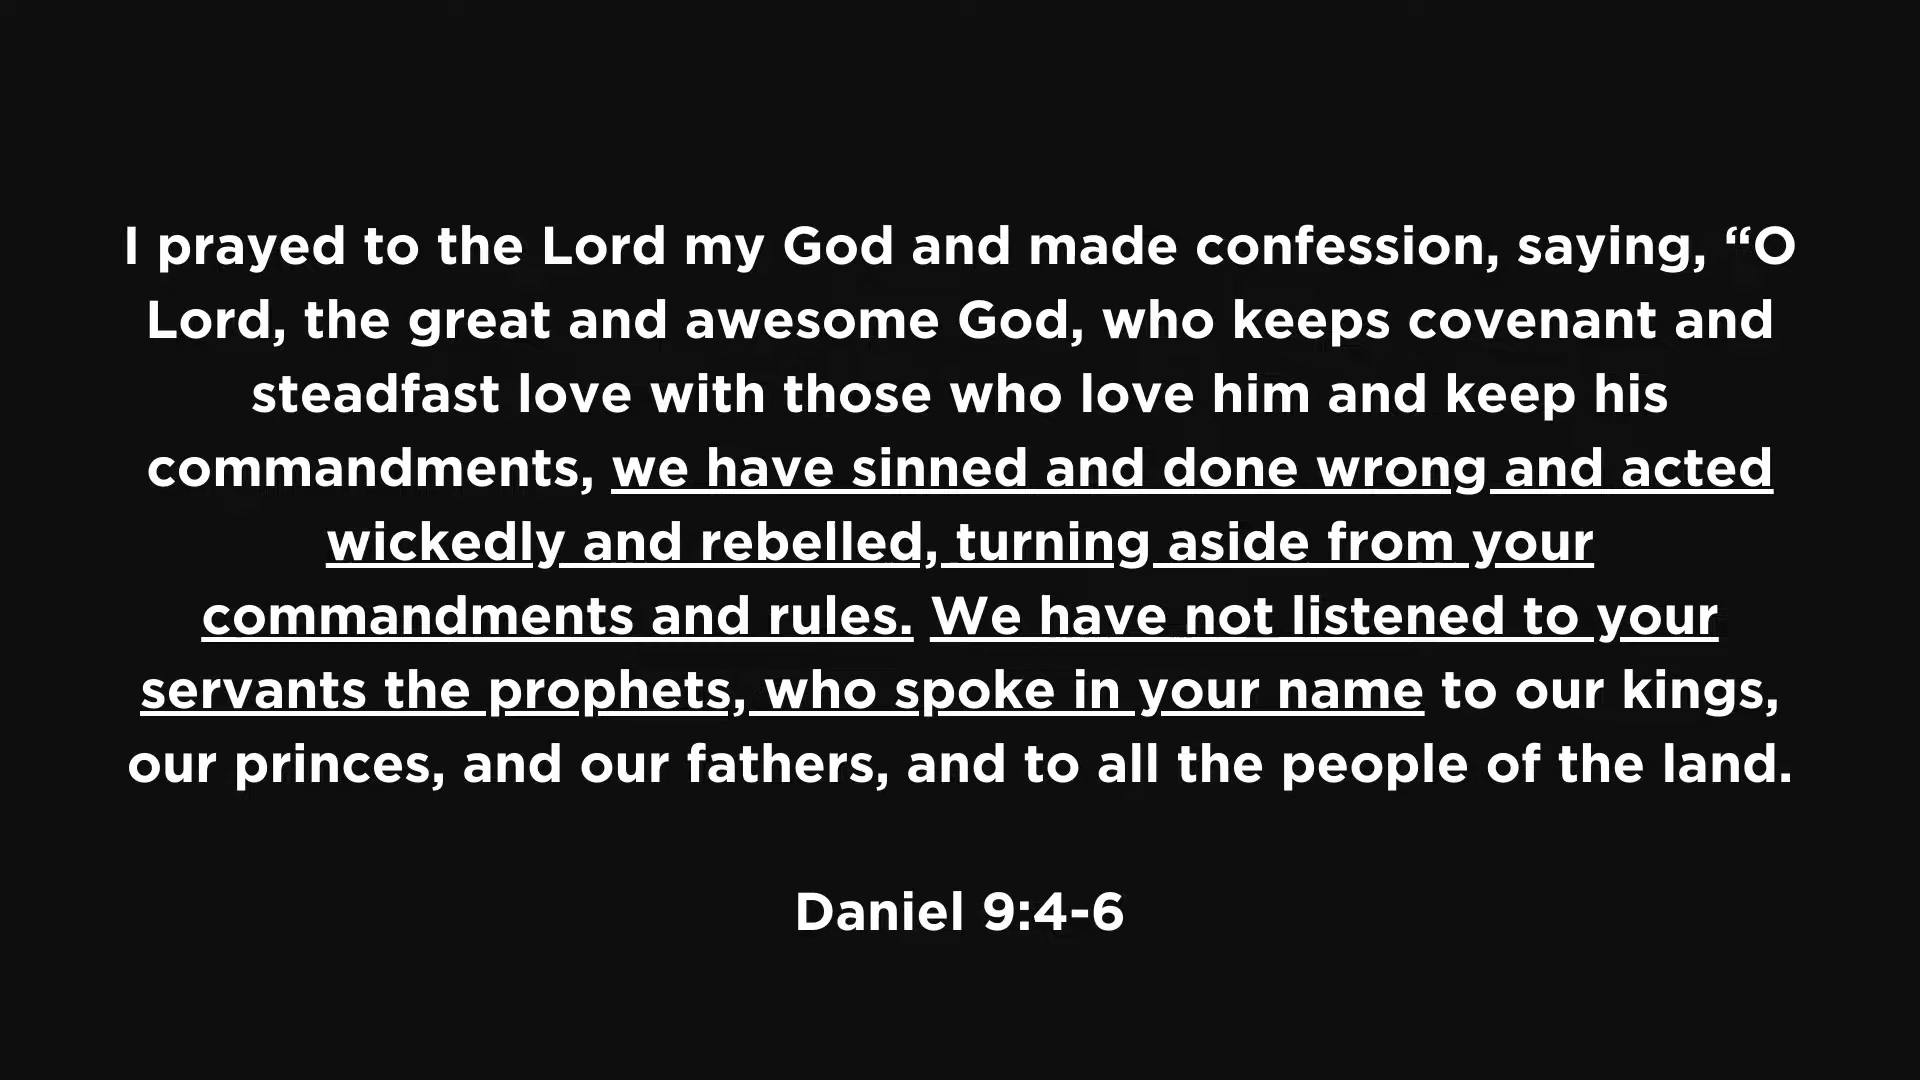 I prayed to the Lord my God and made confession, saying, “O
Lord, the great and awesome God, who keeps covenant and
steadfast love with those who love him and keep his
commandments, we have sinned and done wrong and acted
wickedly and rebelled, turning aside from your
commandments and rules. We have not listened to your
servants the prophets, who spoke in your name to our kings,
our princes, and our fathers, and to all the people of the land.
Daniel 9:4-6